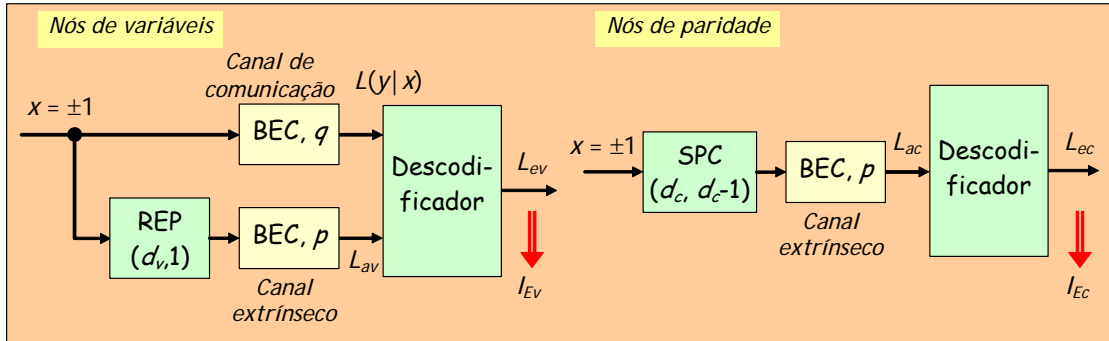 Nós de variáveis
Canal de
comunicação
L(y|x)
x = ±1
BEC, q
Descodi-
ficador
L_ev
REP
(d_v,1)
BEC, p
L_av
Canal
extrínseco
I_Ev
Nós de paridade
x = ±1
SPC
(d_c, d_c-1)
BEC, p
L_ac
Canal
extrínseco
Descodi-
ficador
L_ec
I_Ec